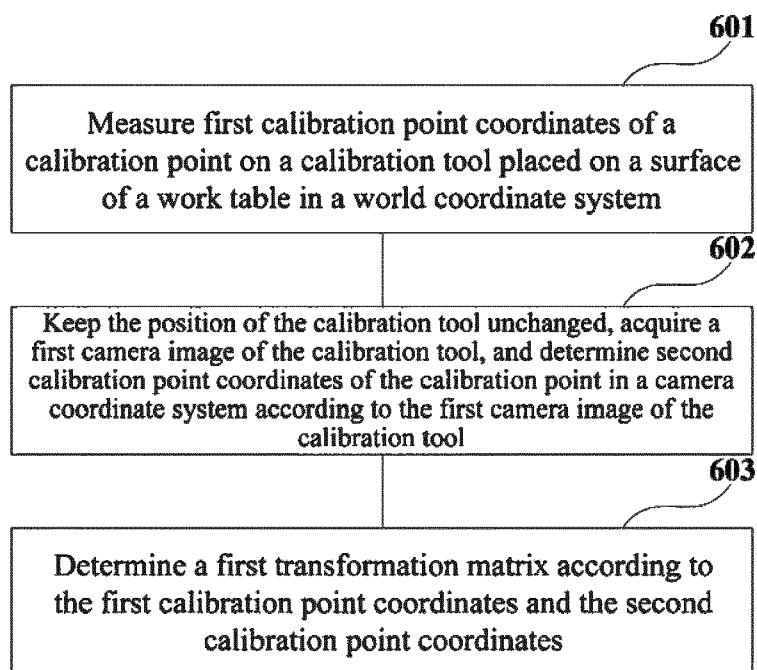 601
Measure first calibration point coordinates of a
calibration point on a calibration tool placed on a surface
of a work table in a world coordinate system
602
Keep the position of the calibration tool unchanged, acquire a
first camera image of the calibration tool, and determine second
calibration point coordinates of the calibration point in a camera
coordinate system according to the first camera image of the
calibration tool
603
Determine a first transformation matrix according to
the first calibration point coordinates and the second
calibration point coordinates